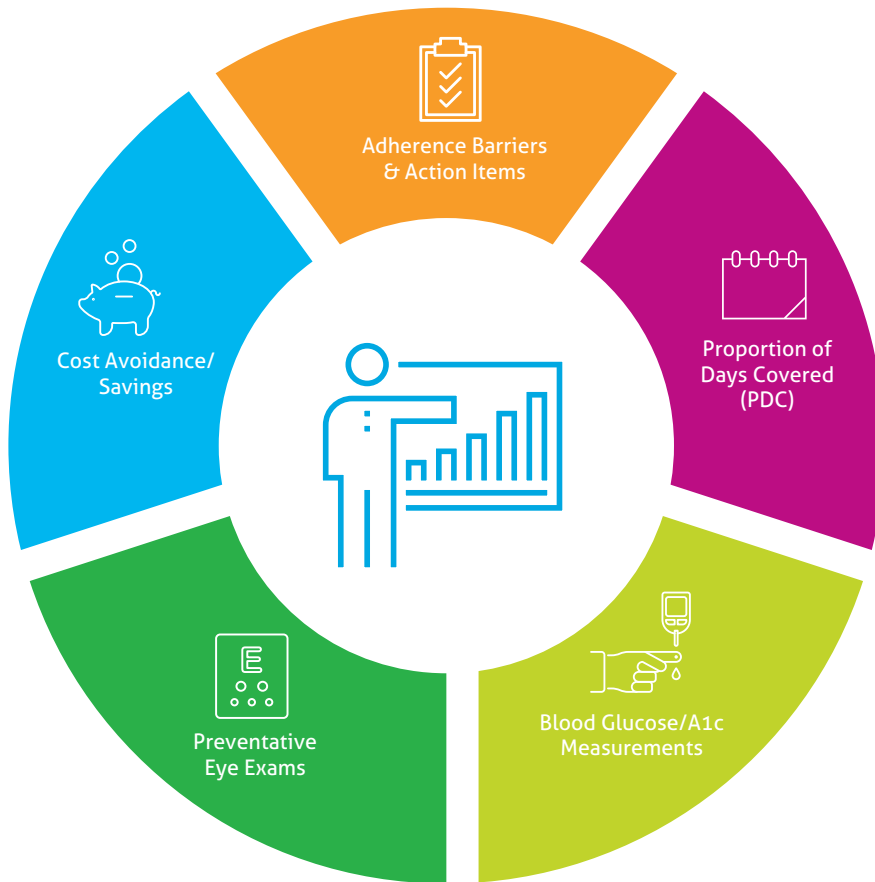 Adherence Barriers
& Action Items
Proportion of
Days Covered
(PDC)
Blood Glucose/A1c
Measurements
E
Preventative
Eye Exams
Cost Avoidance/
Savings